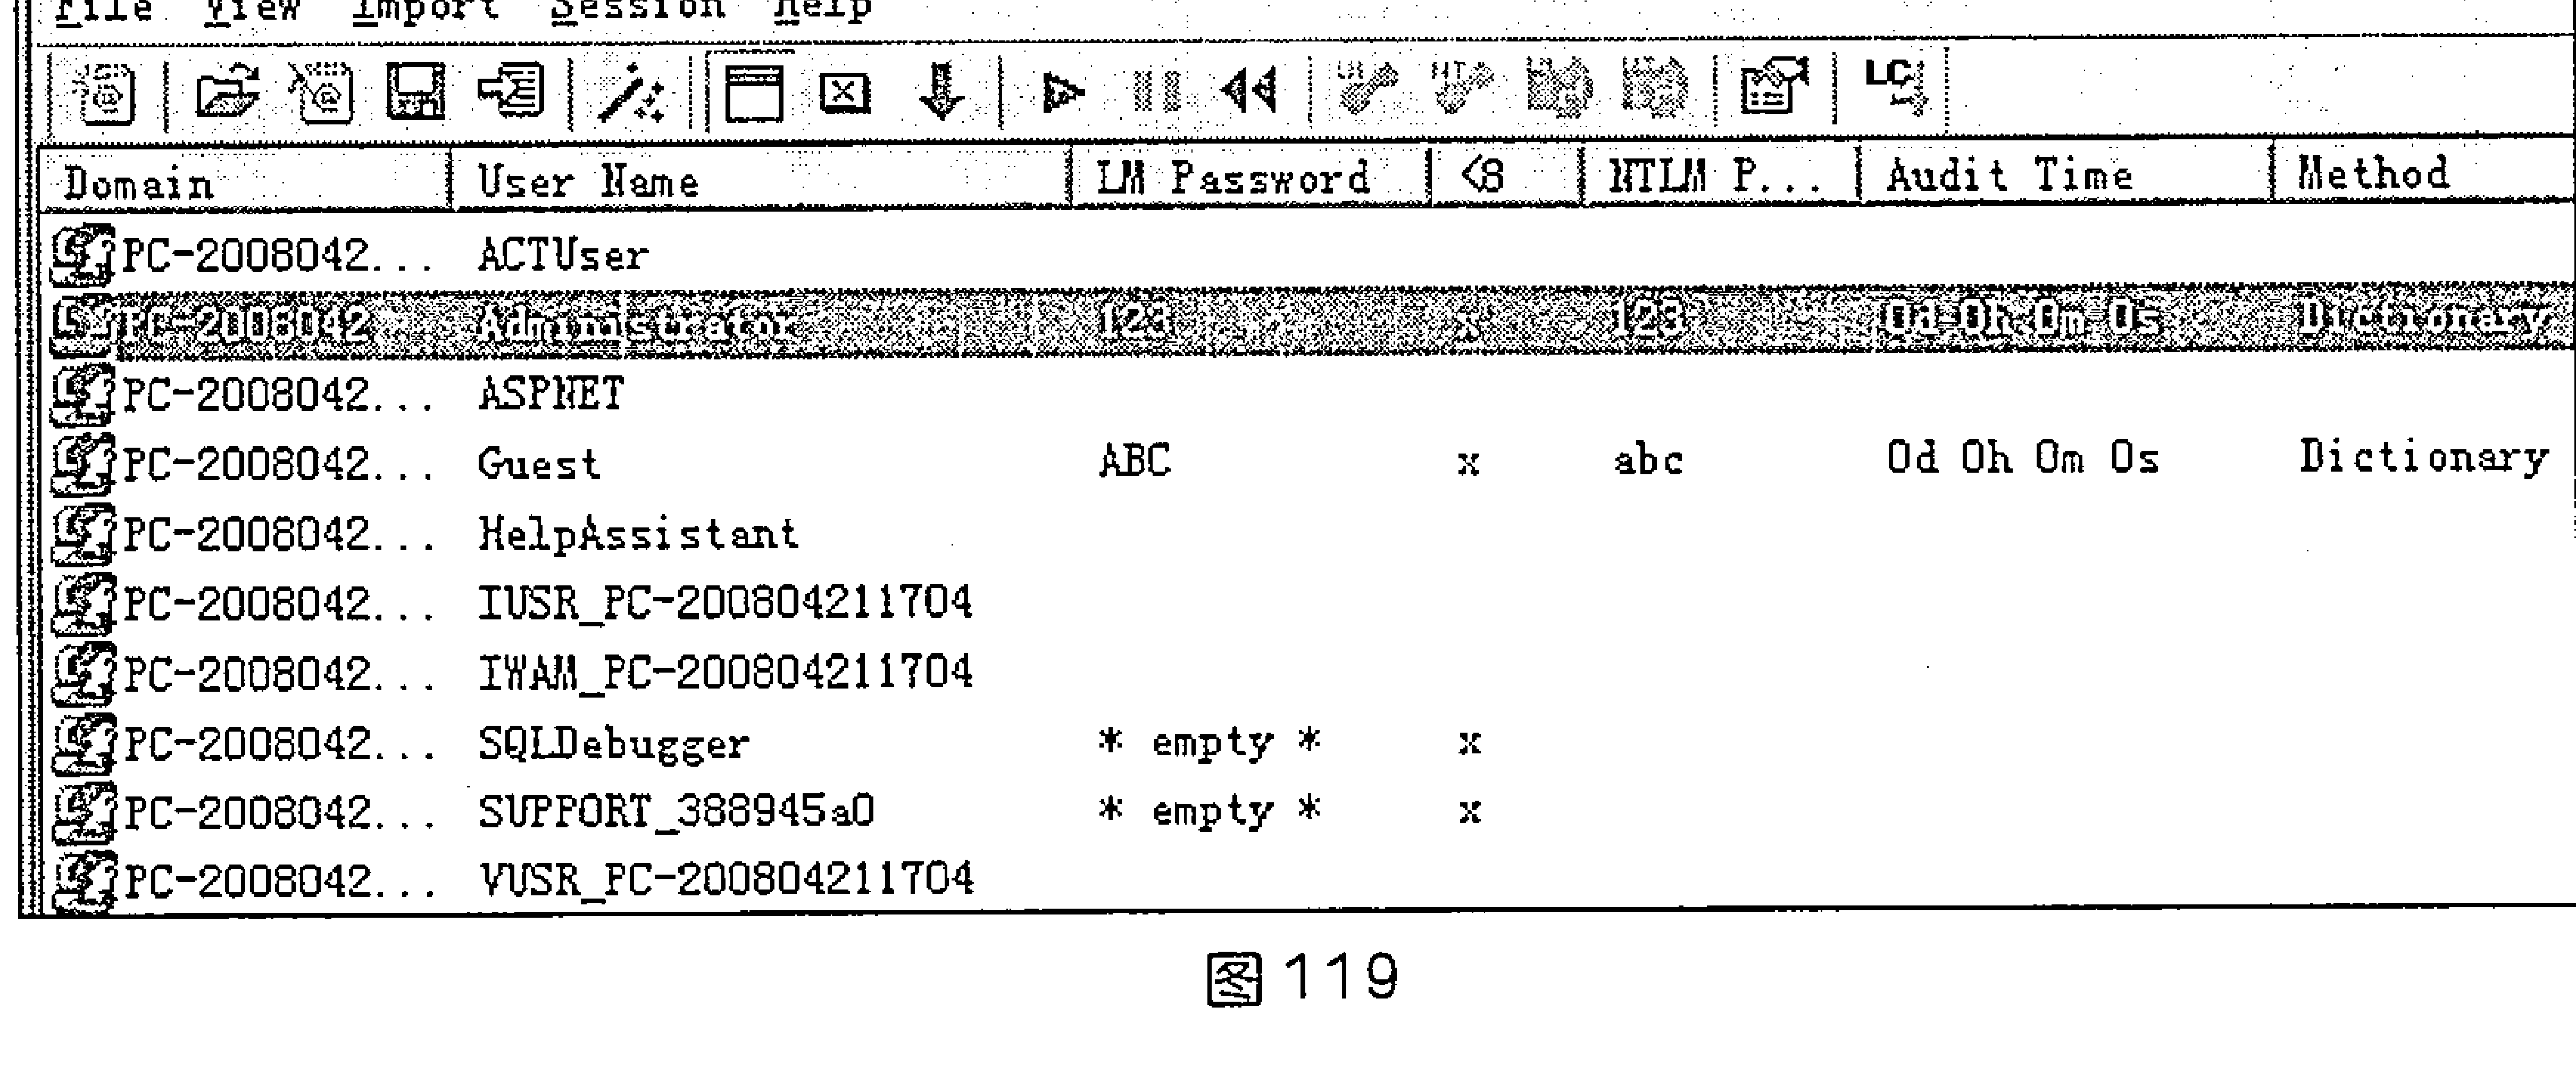 File View Import Session Help
LC
Domain User Name LM Password <8 NTLM P... Audit Time Method
PC-2008042... ACTUser
PC-2008042... Administrator 123 x 123 0d 0h 0m 0s Dictionary
PC-2008042... ASPNET
PC-2008042... Guest ABC x abc 0d 0h 0m 0s Dictionary
PC-2008042... HelpAssistant
PC-2008042... IUSR_PC-200804211704
PC-2008042... IWAM_PC-200804211704
PC-2008042... SQLDebugger * empty * x
PC-2008042... SUPPORT_388945a0 * empty * x
PC-2008042... VUSR_PC-200804211704
图119